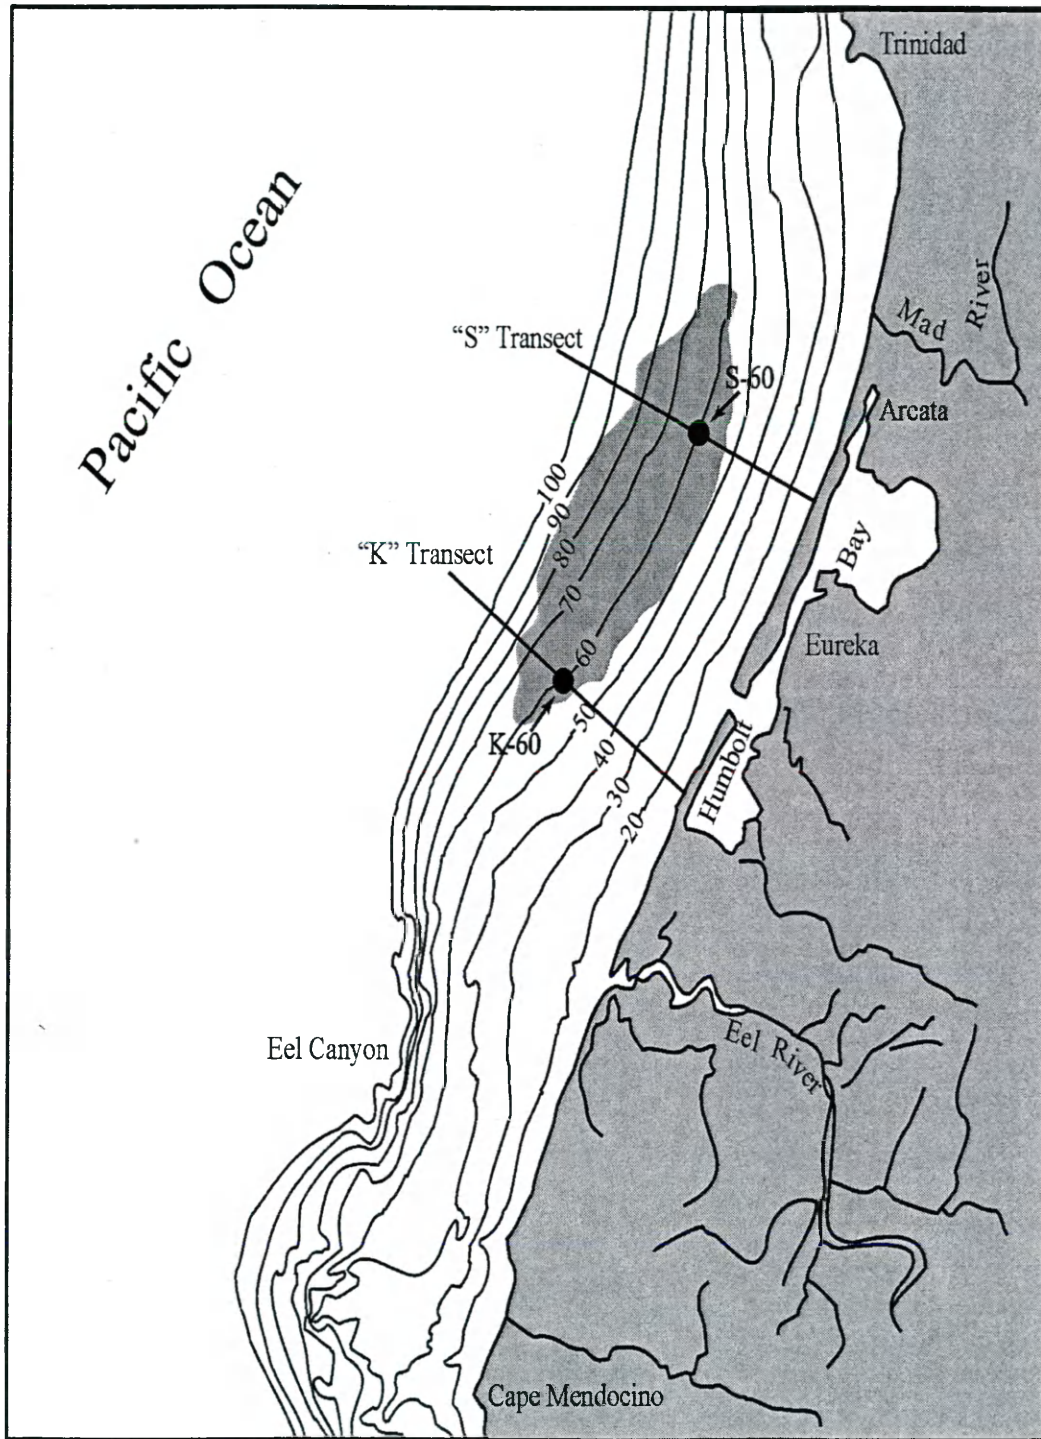 Trinidad
Pacific Ocean
Mad River
"S" Transect
S-60
Arcata
100
90
80
70
60
50
40
30
20
"K" Transect
Bay
Eureka
K-60
Humbolt
Eel Canyon
Eel River
Cape Mendocino